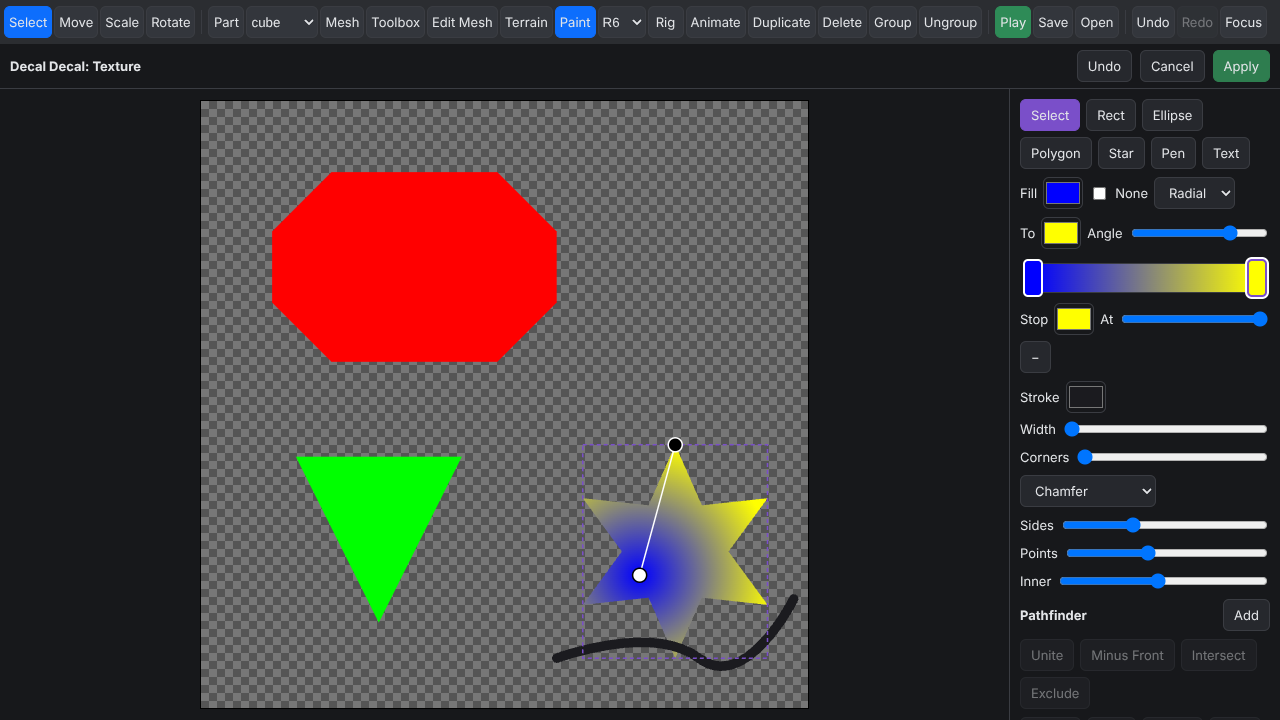 Select Move Scale Rotate Part cube Mesh Toolbox Edit Mesh Terrain Paint R6 Rig Animate Duplicate Delete Group Ungroup Play Save Open Undo Redo Focus
Decal Decal: Texture Undo Cancel Apply
Select Rect Ellipse
Polygon Star Pen Text
Fill None Radial
To Angle
Stop At
−
Stroke
Width
Corners
Chamfer
Sides
Points
Inner
Pathfinder Add
Unite Minus Front Intersect
Exclude